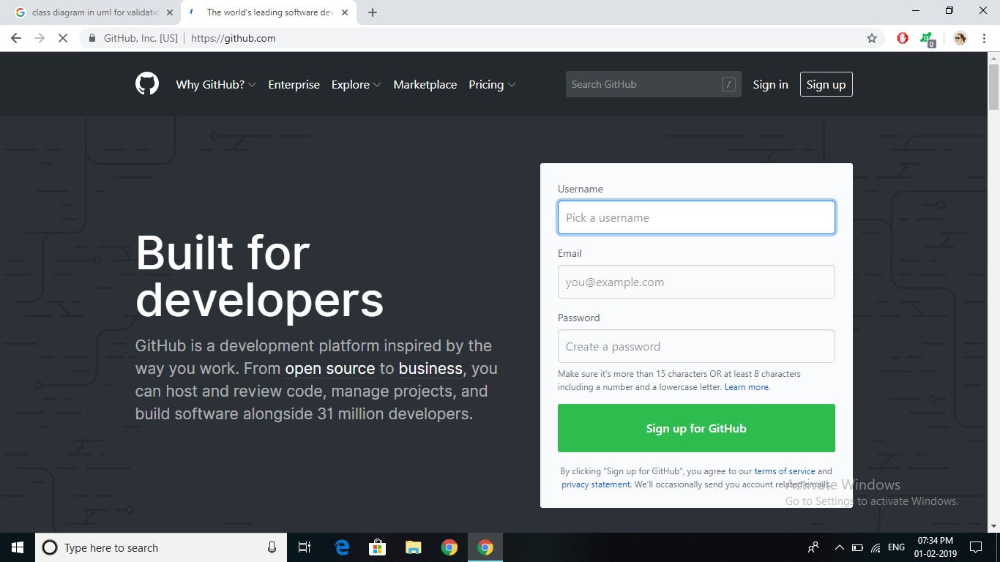 class diagram in uml for validatio
The world's leading software dev
GitHub, Inc. [US]
https://github.com
0
Why GitHub?
Enterprise
Explore
Marketplace
Pricing
Search GitHub
/
Sign in
Sign up
Built for
developers
GitHub is a development platform inspired by the
way you work. From open source to business, you
can host and review code, manage projects, and
build software alongside 31 million developers.
Username
Pick a username
Email
you@example.com
Password
Create a password
Make sure it's more than 15 characters OR at least 8 characters
including a number and a lowercase letter. Learn more.
Sign up for GitHub
By clicking “Sign up for GitHub”, you agree to our terms of service and
privacy statement. We’ll occasionally send you account related emails.
Activate Windows
Go to Settings to activate Windows.
Type here to search
ENG
07:34 PM
01-02-2019